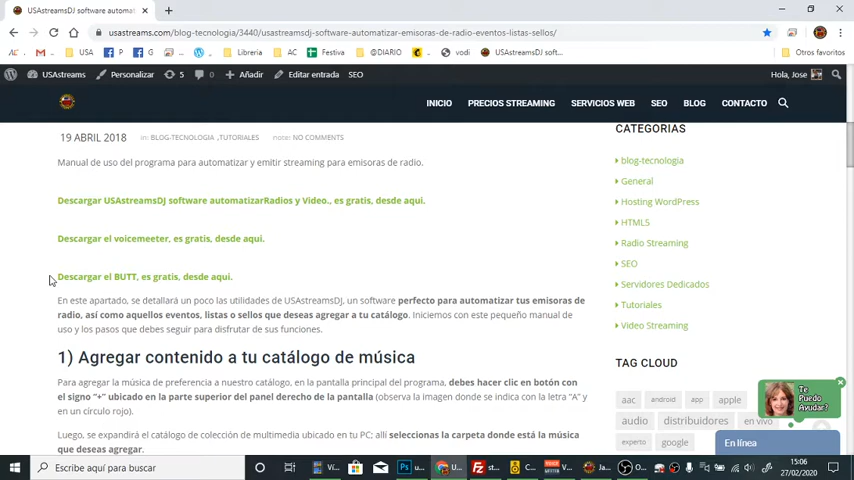 USAstreamsDJ software automati
usastreams.com/blog-tecnologia/3440/usastreamsdj-software-automatizar-emisoras-de-radio-eventos-listas-sellos/
USA
P
G
Libreria
AC
Festiva
@DIARIO
vodi
USAstreamsDJ soft...
Otros favoritos
USAstreams
Personalizar
5
0
Añadir
Editar entrada
SEO
Hola, Jose
INICIO
PRECIOS STREAMING
SERVICIOS WEB
SEO
BLOG
CONTACTO
19 ABRIL 2018
in: BLOG-TECNOLOGIA ,TUTORIALES
note: NO COMMENTS
Manual de uso del programa para automatizar y emitir streaming para emisoras de radio.
Descargar USAstreamsDJ software automatizarRadios y Video., es gratis, desde aqui.
Descargar el voicemeeter, es gratis, desde aqui.
Descargar el BUTT, es gratis, desde aqui.
En este apartado, se detallará un poco las utilidades de USAstreamsDJ, un software perfecto para automatizar tus emisoras de
radio, así como aquellos eventos, listas o sellos que deseas agregar a tu catálogo. Iniciemos con este pequeño manual de
uso y los pasos que debes seguir para disfrutar de sus funciones.
1) Agregar contenido a tu catálogo de música
Para agregar la música de preferencia a nuestro catálogo, en la pantalla principal del programa, debes hacer clic en botón con
el signo "+" ubicado en la parte superior del panel derecho de la pantalla (observa la imagen donde se indica con la letra "A" y
en un círculo rojo).
Luego, se expandirá el catálogo de colección de multimedia ubicado en tu PC; allí seleccionas la carpeta donde está la música
que deseas agregar.
CATEGORIAS
blog-tecnologia
General
Hosting WordPress
HTML5
Radio Streaming
SEO
Servidores Dedicados
Tutoriales
Video Streaming
TAG CLOUD
aac
android
app
apple
audio
distribuidores
en vivo
experto
google
Te
Puedo
Ayudar?
En línea
Escribe aquí para buscar
15:06
27/02/2020